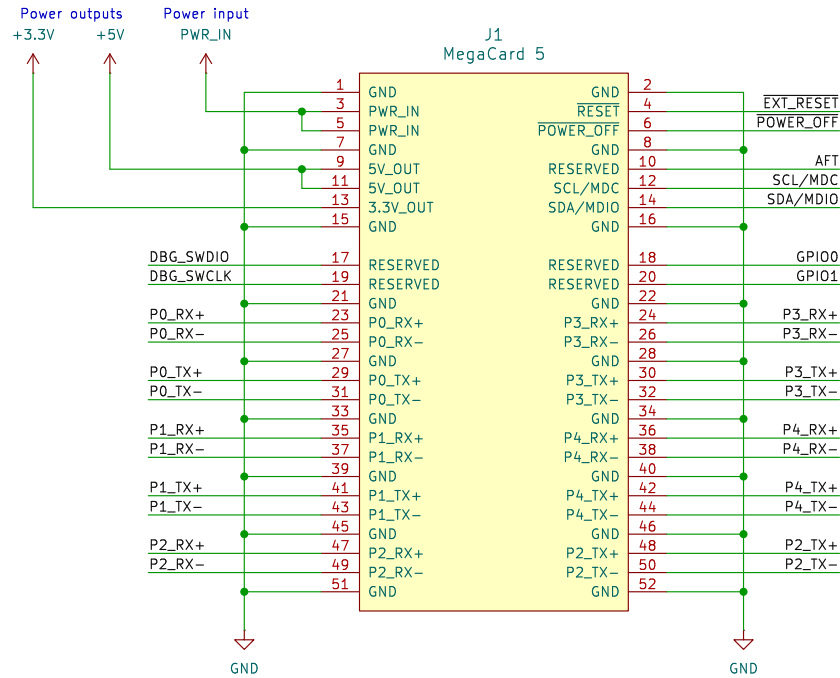 Power outputs Power input
+3.3V +5V PWR_IN J1
MegaCard 5
1 GND GND 2
3 PWR_IN RESET 4 EXT_RESET
5 PWR_IN POWER_OFF 6 POWER_OFF
7 GND GND 8
9 5V_OUT RESERVED 10 AFT
11 5V_OUT SCL/MDC 12 SCL/MDC
13 3.3V_OUT SDA/MDIO 14 SDA/MDIO
15 GND GND 16
DBG_SWDIO 17 RESERVED RESERVED 18 GPIO0
DBG_SWCLK 19 RESERVED RESERVED 20 GPIO1
21 GND GND 22
P0_RX+ 23 P0_RX+ P3_RX+ 24 P3_RX+
P0_RX- 25 P0_RX- P3_RX- 26 P3_RX-
27 GND GND 28
P0_TX+ 29 P0_TX+ P3_TX+ 30 P3_TX+
P0_TX- 31 P0_TX- P3_TX- 32 P3_TX-
33 GND GND 34
P1_RX+ 35 P1_RX+ P4_RX+ 36 P4_RX+
P1_RX- 37 P1_RX- P4_RX- 38 P4_RX-
39 GND GND 40
P1_TX+ 41 P1_TX+ P4_TX+ 42 P4_TX+
P1_TX- 43 P1_TX- P4_TX- 44 P4_TX-
45 GND GND 46
P2_RX+ 47 P2_RX+ P2_TX+ 48 P2_TX+
P2_RX- 49 P2_RX- P2_TX- 50 P2_TX-
51 GND GND 52
GND GND